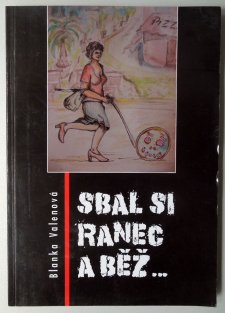 Blanka Valenová
SBAL SI
RANEC
A BĚŽ...